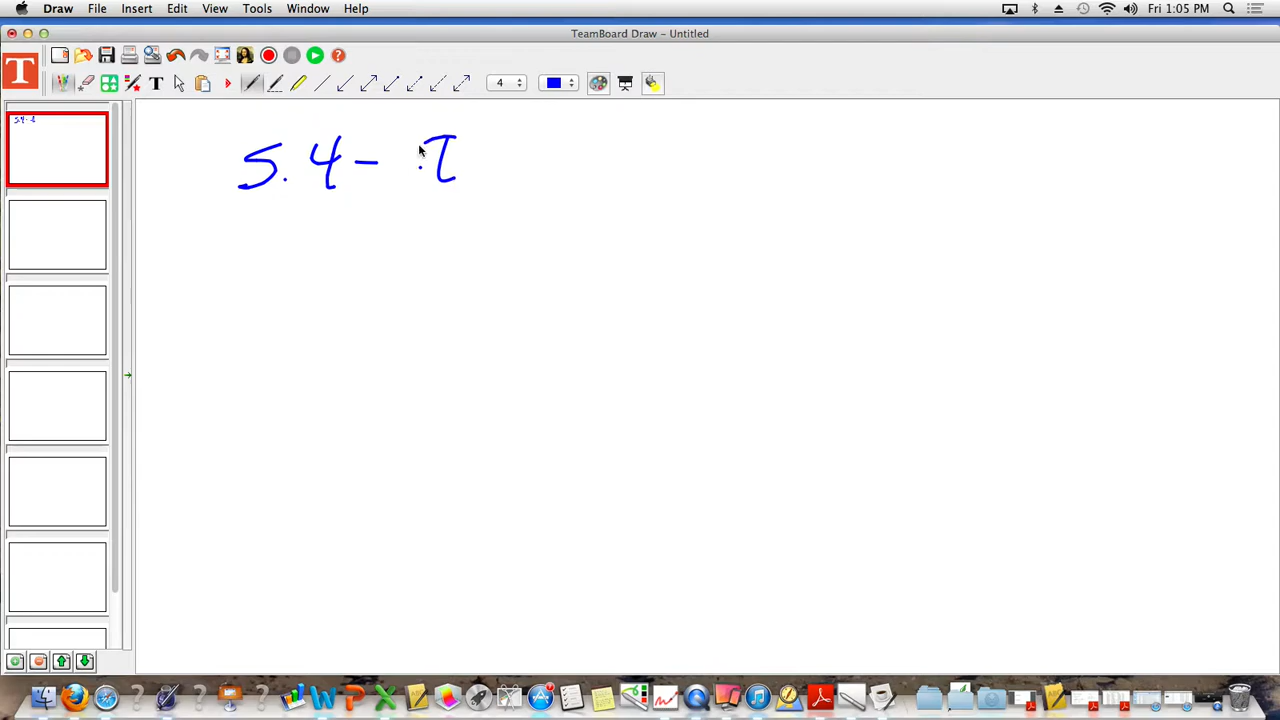 Draw File Insert Edit View Tools Window Help Fri 1:05 PM
TeamBoard Draw – Untitled
T 4
5.4 – I